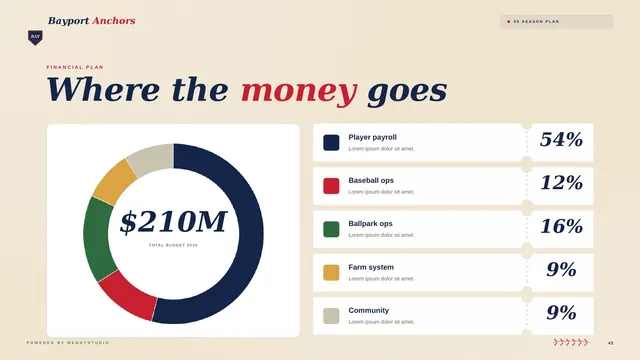 Bayport Anchors
BAY
95 SEASON PLAN
FINANCIAL PLAN
Where the money goes
$210M
TOTAL BUDGET 2026
Player payroll
Lorem ipsum dolor sit amet.
54%
Baseball ops
Lorem ipsum dolor sit amet.
12%
Ballpark ops
Lorem ipsum dolor sit amet.
16%
Farm system
Lorem ipsum dolor sit amet.
9%
Community
Lorem ipsum dolor sit amet.
9%
POWERED BY
42